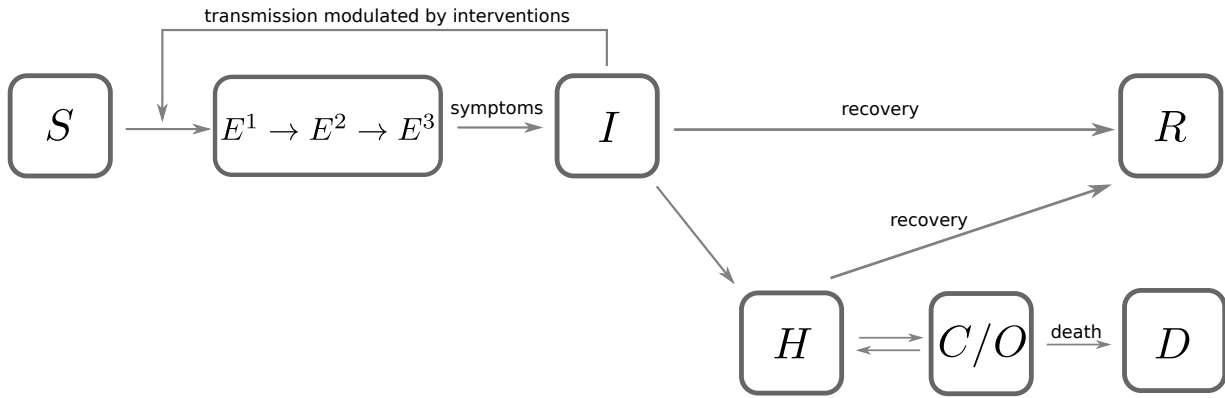 transmission modulated by interventions
S
E¹ → E² → E³
symptoms
I
recovery
R
recovery
H
C/O
death
D